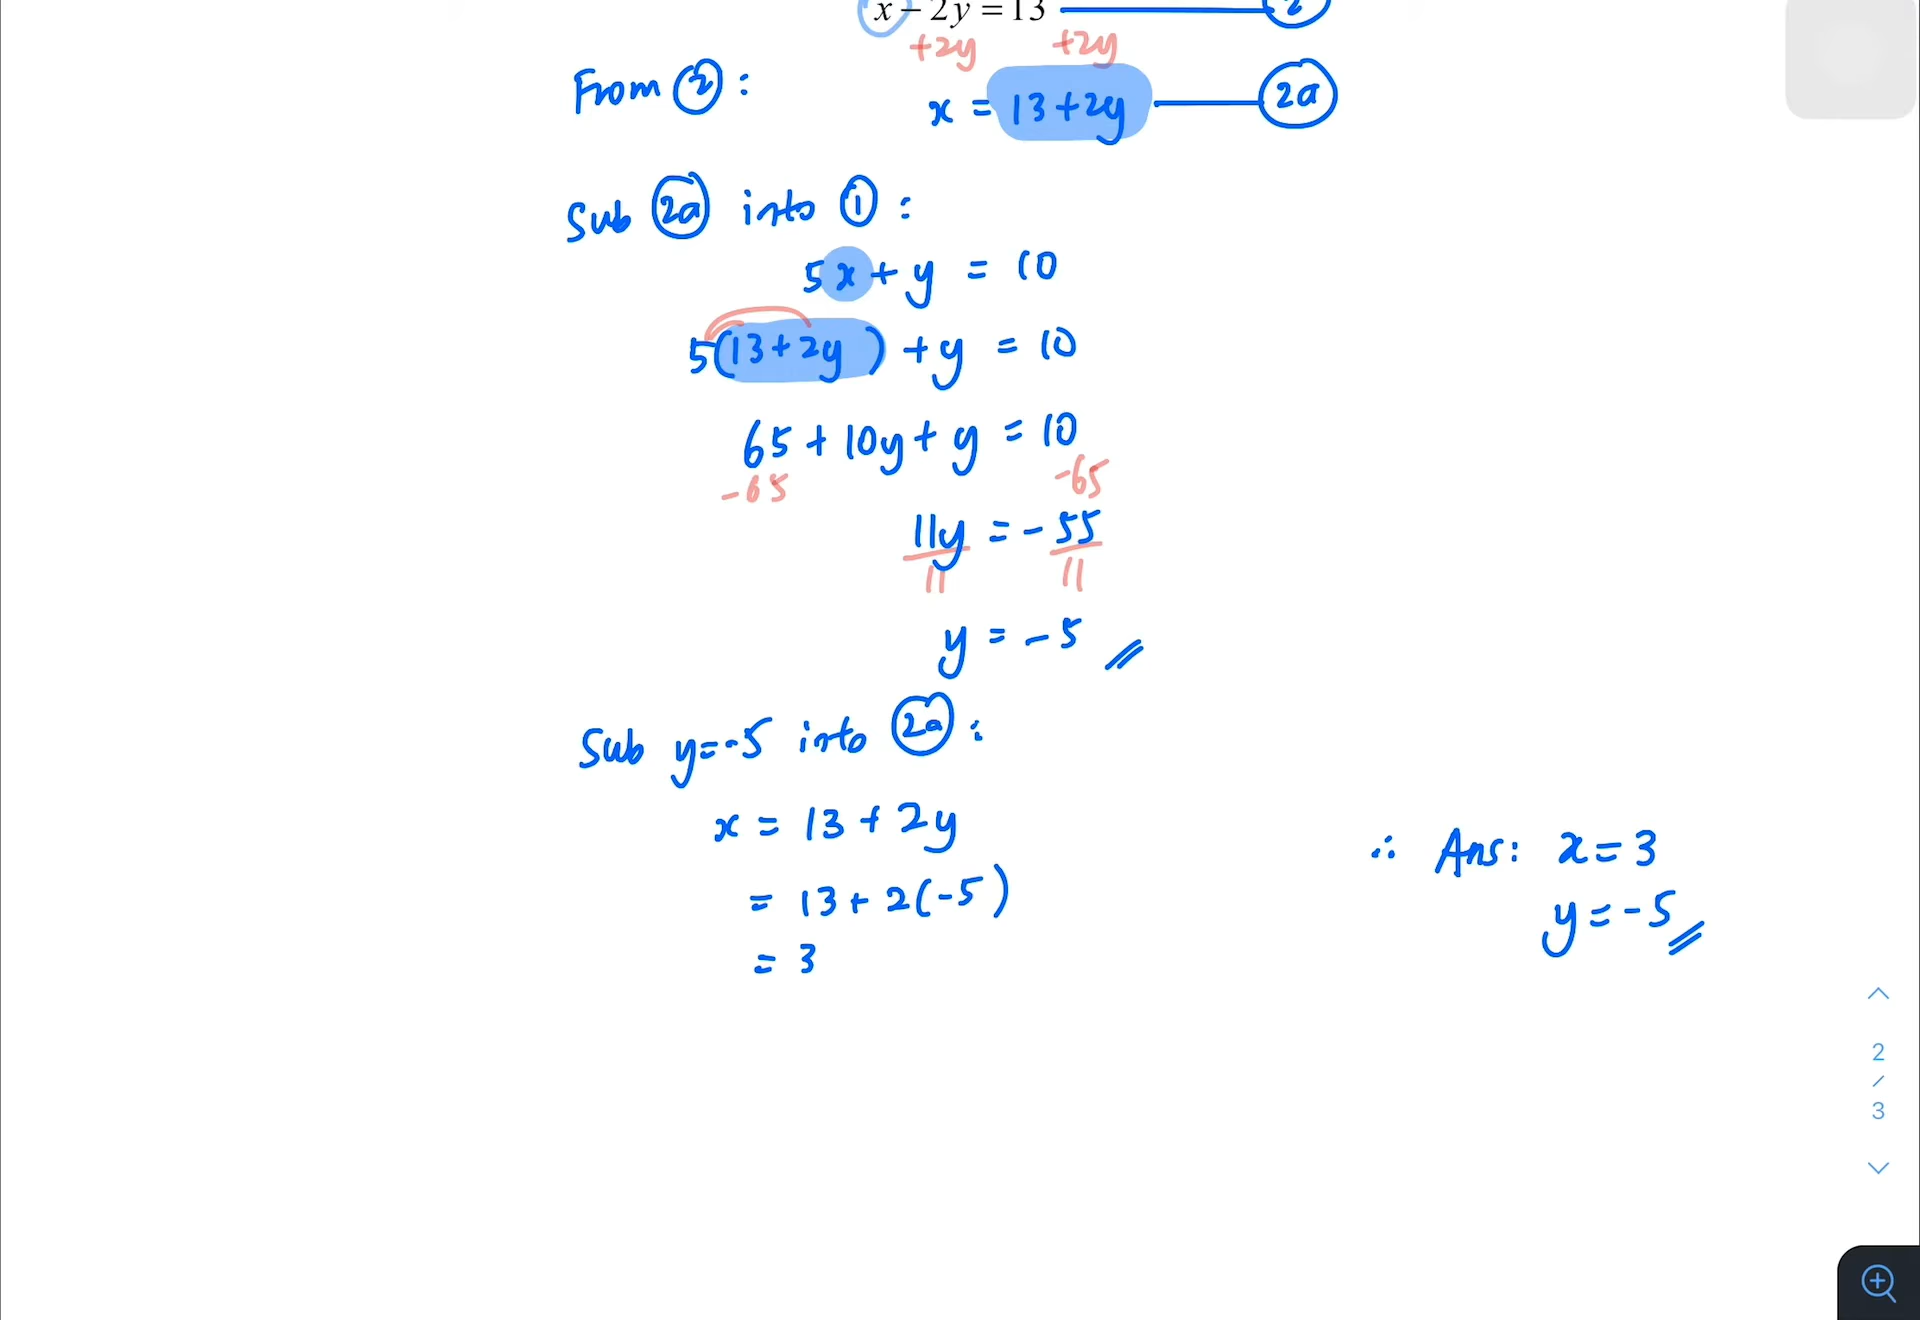 x − 2y = 13 2
+2y +2y
From 2 :
x = 13 + 2y 2a
Sub 2a into 1 :
5x + y = 10
5(13 + 2y) + y = 10
65 + 10y + y = 10
-65 -65
11y = -55
11 11
y = -5
Sub y=-5 into 2a :
x = 13 + 2y
= 13 + 2(-5)
= 3
∴ Ans: x = 3
y = -5
2
/
3